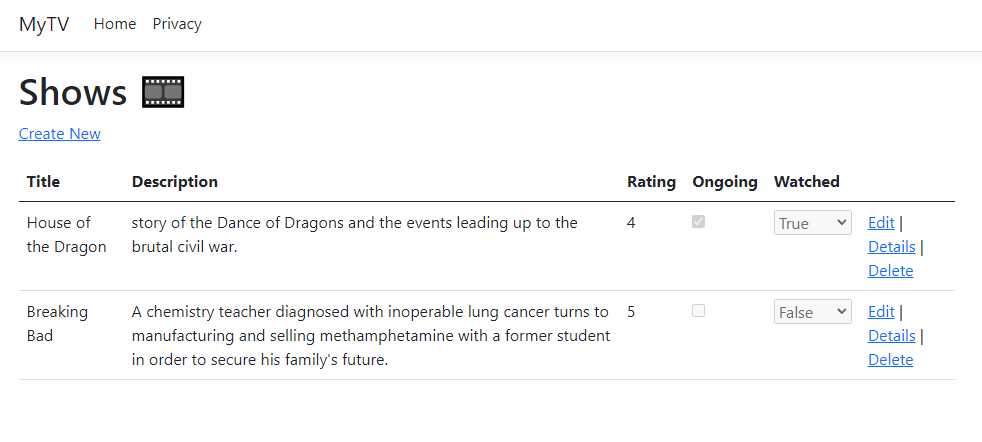 MyTV Home Privacy
Shows
Create New
Title Description Rating Ongoing Watched
House of the Dragon
story of the Dance of Dragons and the events leading up to the
brutal civil war.
4
True
Edit |
Details |
Delete
Breaking Bad
A chemistry teacher diagnosed with inoperable lung cancer turns to
manufacturing and selling methamphetamine with a former student
in order to secure his family's future.
5
False
Edit |
Details |
Delete